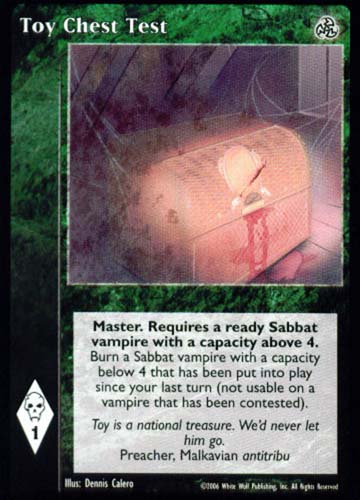 Toy Chest Test
Master. Requires a ready Sabbat
vampire with a capacity above 4.
Burn a Sabbat vampire with a capacity
below 4 that has been put into play
since your last turn (not usable on a
vampire that has been contested).
Toy is a national treasure. We'd never let
him go.
Preacher, Malkavian antitribu
1
Illus: Dennis Calero
©2006 White Wolf Publishing, Inc. All Rights Reserved